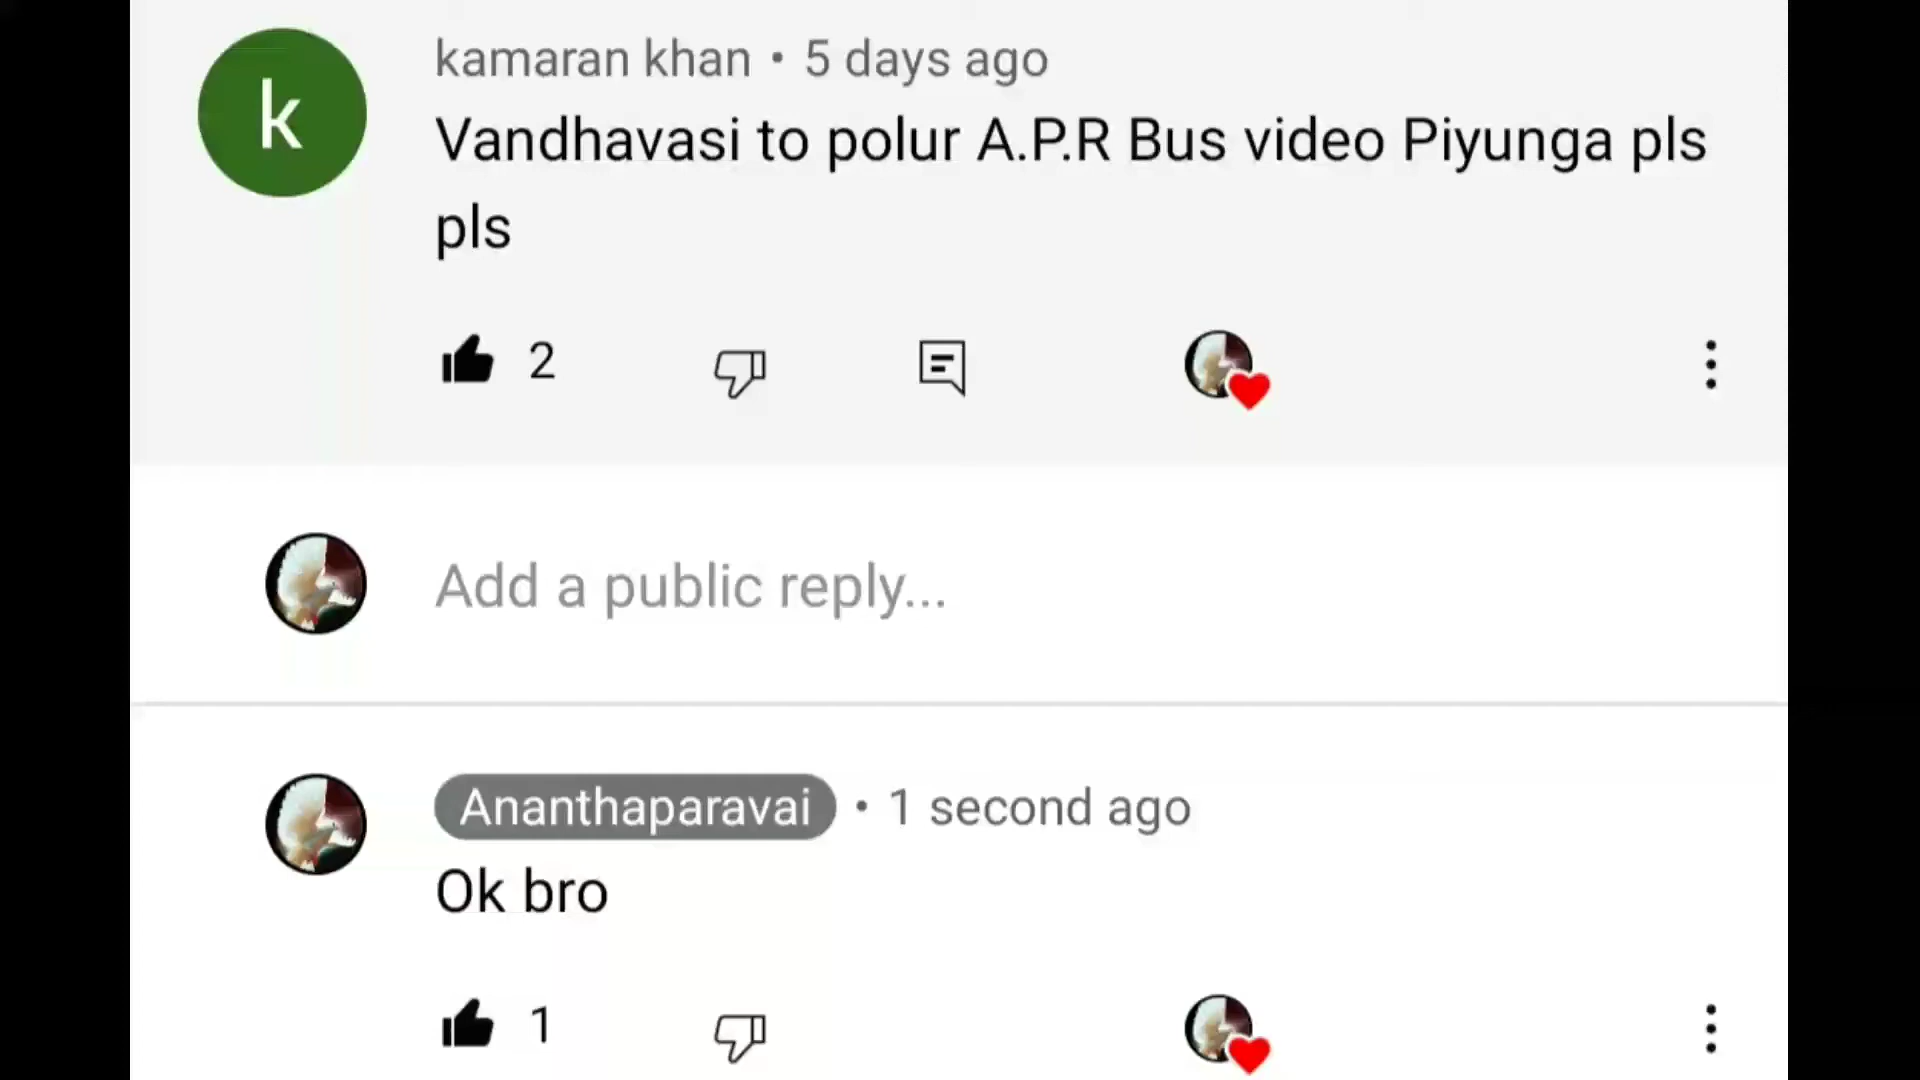 k
kamaran khan • 5 days ago
Vandhavasi to polur A.P.R Bus video Piyunga pls
pls
2
Add a public reply...
Ananthaparavai • 1 second ago
Ok bro
1